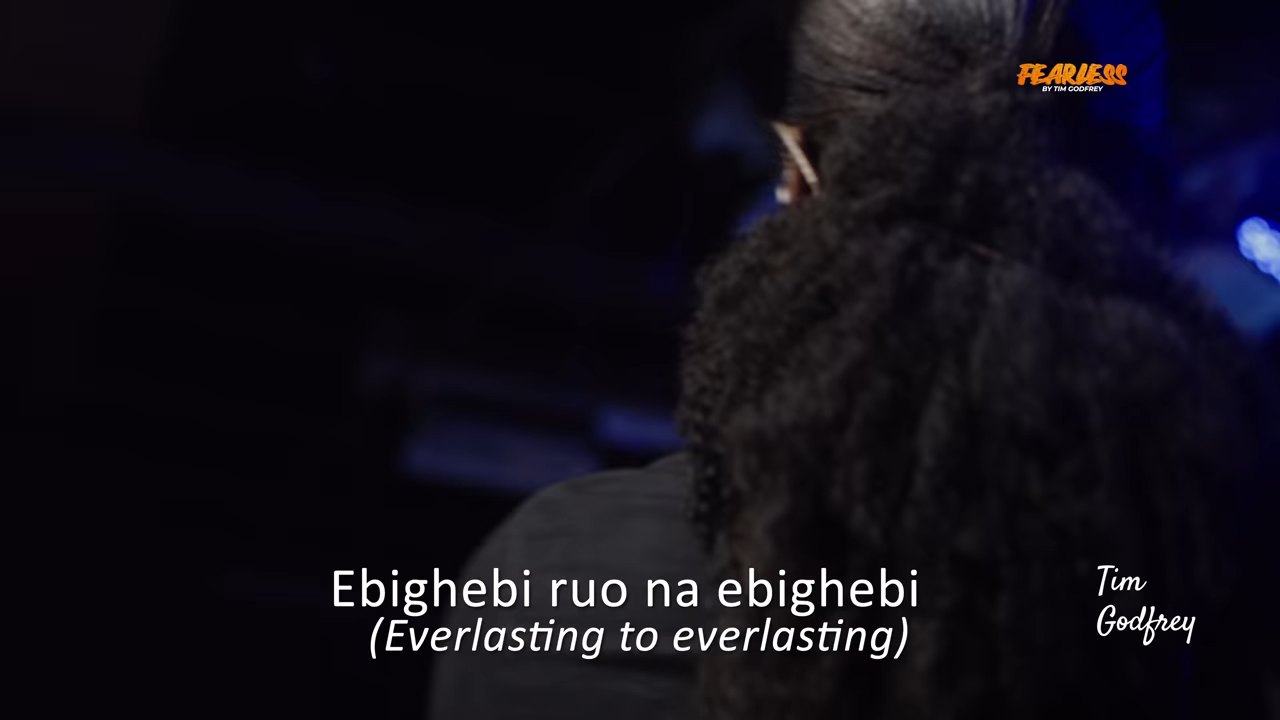 FEARLESS
BY TIM GODFREY
Ebighebi ruo na ebighebi
(Everlasting to everlasting)
Tim
Godfrey